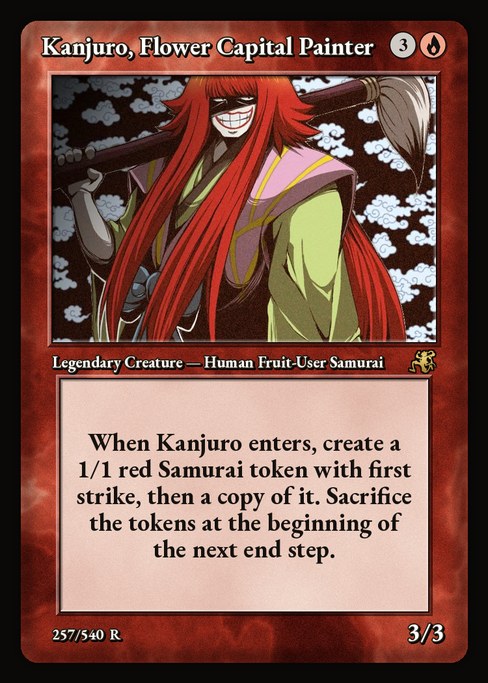 Kanjuro, Flower Capital Painter 3
Legendary Creature — Human Fruit-User Samurai
When Kanjuro enters, create a
1/1 red Samurai token with first
strike, then a copy of it. Sacrifice
the tokens at the beginning of
the next end step.
257/540 R 3/3